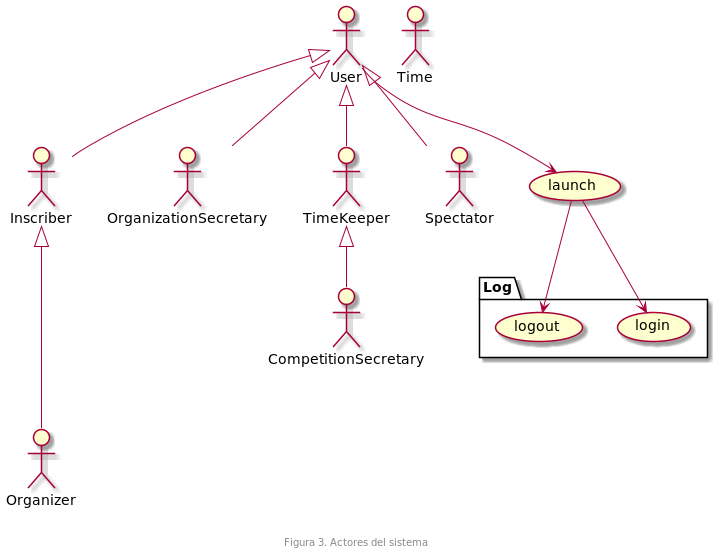 User
Time
Inscriber
OrganizationSecretary
TimeKeeper
Spectator
launch
Log
logout
login
CompetitionSecretary
Organizer
Figura 3. Actores del sistema